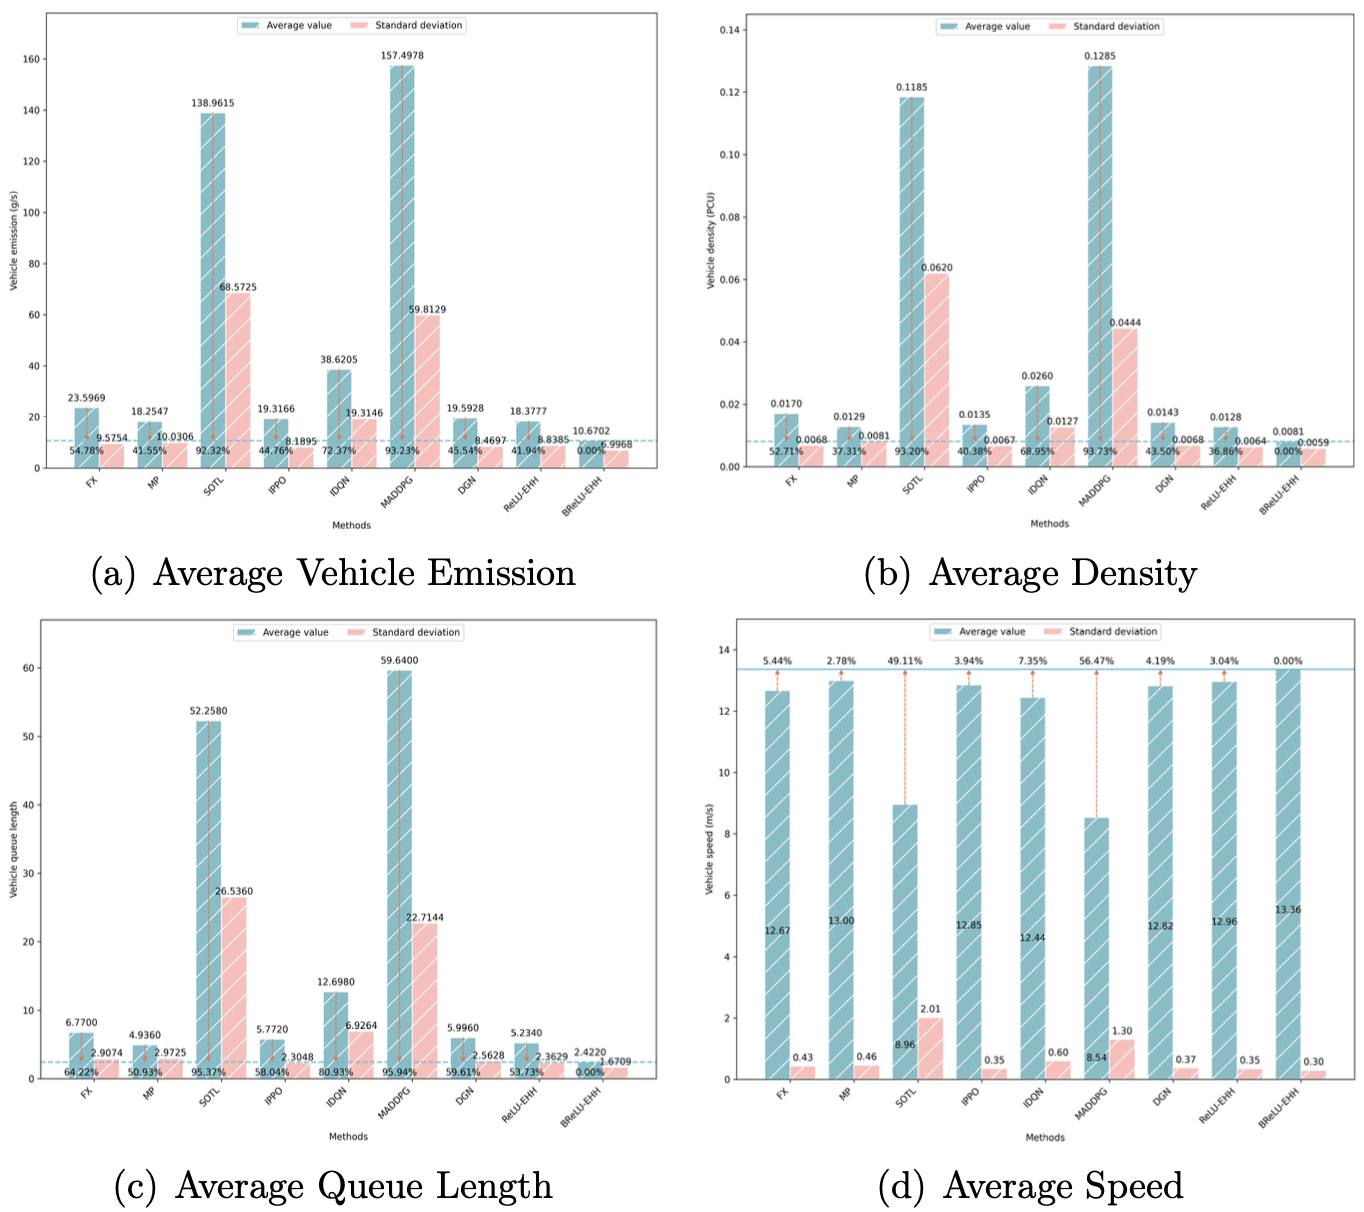 Average value Standard deviation
Vehicle emission (g/s)
160
140
120
100
80
60
40
20
0
23.5969 9.5754 54.78%
18.2547 10.0306 41.55%
138.9615 68.5725 92.32%
19.3166 8.1895 44.76%
38.6205 19.3146 72.37%
157.4978 59.8129 93.23%
19.5928 8.4697 45.54%
18.3777 8.8385 41.94%
10.6702 6.9968 0.00%
FX MP SOTL IPPO IDQN MADDPG DGN ReLU-EHH BReLU-EHH
Methods
(a) Average Vehicle Emission
Average value Standard deviation
Vehicle density (PCU)
0.14
0.12
0.10
0.08
0.06
0.04
0.02
0.00
0.0170 0.0068 52.71%
0.0129 0.0081 37.31%
0.1185 0.0620 93.20%
0.0135 0.0067 40.38%
0.0260 0.0127 68.95%
0.1285 0.0444 93.73%
0.0143 0.0068 43.50%
0.0128 0.0064 36.86%
0.0081 0.0059 0.00%
FX MP SOTL IPPO IDQN MADDPG DGN ReLU-EHH BReLU-EHH
Methods
(b) Average Density
Average value Standard deviation
Vehicle queue length
60
50
40
30
20
10
0
6.7700 2.9074 64.22%
4.9360 2.9725 50.93%
52.2580 26.5360 95.37%
5.7720 2.3048 58.04%
12.6980 6.9264 80.93%
59.6400 22.7144 95.94%
5.9960 2.5628 59.61%
5.2340 2.3629 53.73%
2.4220 1.6709 0.00%
FX MP SOTL IPPO IDQN MADDPG DGN ReLU-EHH BReLU-EHH
Methods
(c) Average Queue Length
Average value Standard deviation
Vehicle speed (m/s)
14
12
10
8
6
4
2
0
5.44% 12.67 0.43
2.78% 13.00 0.46
49.11% 8.96 2.01
3.94% 12.85 0.35
7.35% 12.44 0.60
56.47% 8.54 1.30
4.19% 12.82 0.37
3.04% 12.96 0.35
0.00% 13.36 0.30
FX MP SOTL IPPO IDQN MADDPG DGN ReLU-EHH BReLU-EHH
Methods
(d) Average Speed